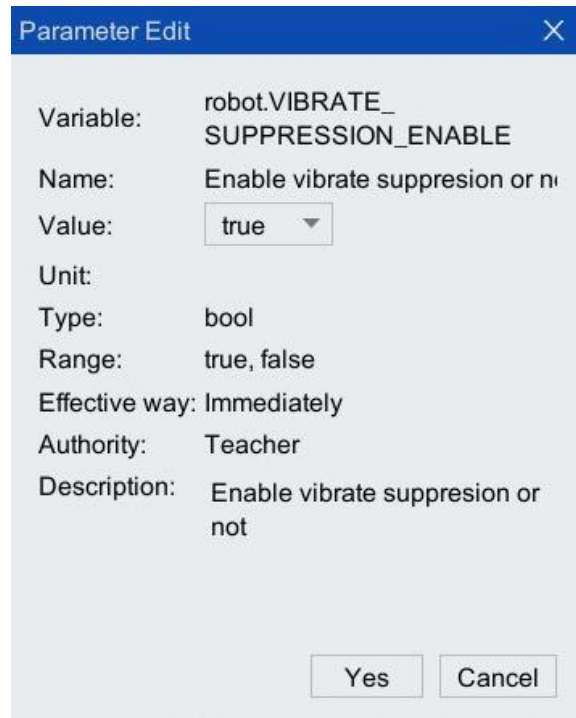 Parameter Edit
Variable: robot.VIBRATE_
SUPPRESSION_ENABLE
Name: Enable vibrate suppresion or
Value: true
Unit:
Type: bool
Range: true, false
Effective way: Immediately
Authority: Teacher
Description: Enable vibrate suppresion or
not
Yes Cancel